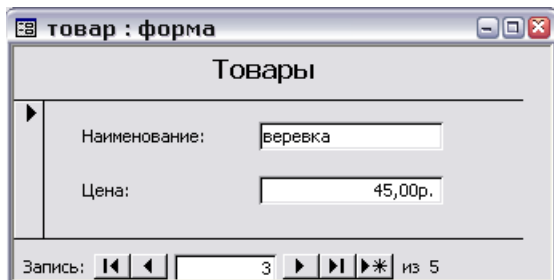 товар : форма
Товары
Наименование: веревка
Цена: 45,00р.
Запись: 3 из 5